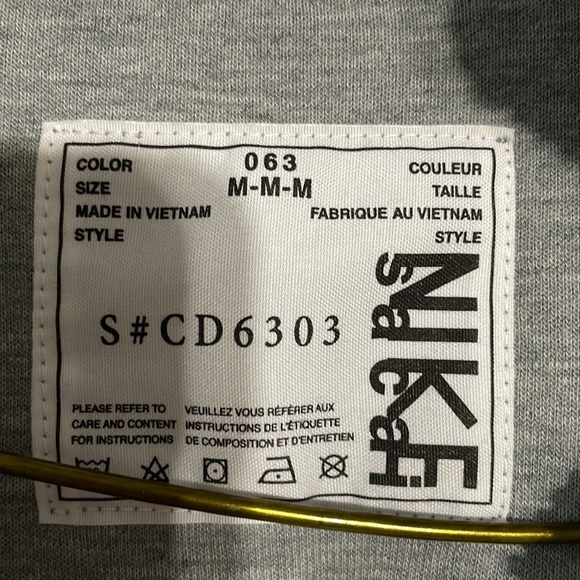 COLOR 063 COULEUR
SIZE M-M-M TAILLE
MADE IN VIETNAM FABRIQUE AU VIETNAM
STYLE STYLE
S#CD6303
NIKE
sacai
PLEASE REFER TO
CARE AND CONTENT
FOR INSTRUCTIONS
VEUILLEZ VOUS RÉFÉRER AUX
INSTRUCTIONS DE L'ÉTIQUETTE
DE COMPOSITION ET D'ENTRETIEN